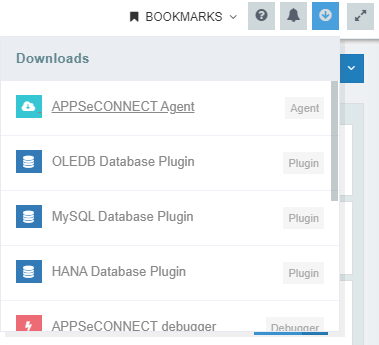 BOOKMARKS
Downloads
APPSeCONNECT Agent Agent
OLEDB Database Plugin Plugin
MySQL Database Plugin Plugin
HANA Database Plugin Plugin
APPSeCONNECT debugger Debugger